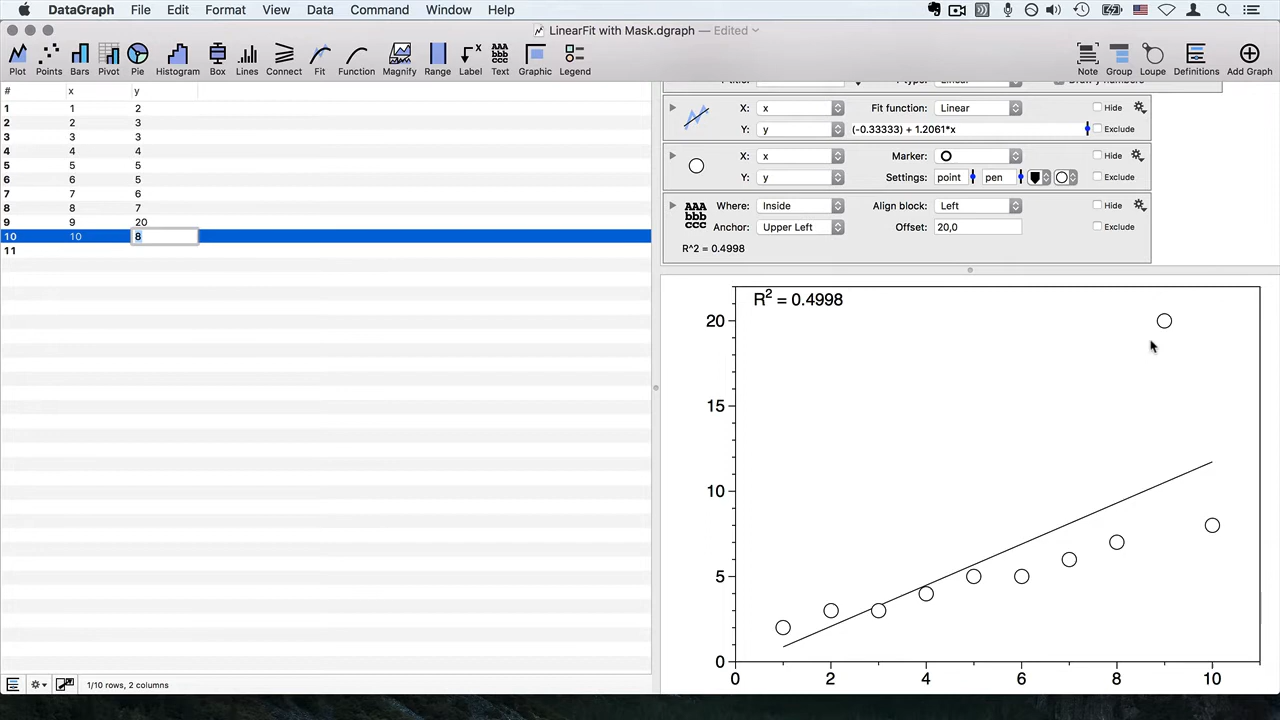 DataGraph File Edit Format View Data Command Window Help
LinearFit with Mask.dgraph — Edited
Plot Points Bars Pivot Pie Histogram Box Lines Connect Fit Function Magnify Range Label Text Graphic Legend Note Group Loupe Definitions Add Graph
# x y
1 1 2
2 2 3
3 3 3
4 4 4
5 5 5
6 6 5
7 7 6
8 8 7
9 9 20
10 10 8
11
X: x Fit function: Linear Hide
Y: y (-0.33333) + 1.2061*x Exclude
X: x Marker: Hide
Y: y Settings: point pen Exclude
AAA bbb ccc
Where: Inside Align block: Left Hide
Anchor: Upper Left Offset: 20,0 Exclude
R^2 = 0.4998
R2 = 0.4998
20
15
10
5
0
0 2 4 6 8 10
1/10 rows, 2 columns